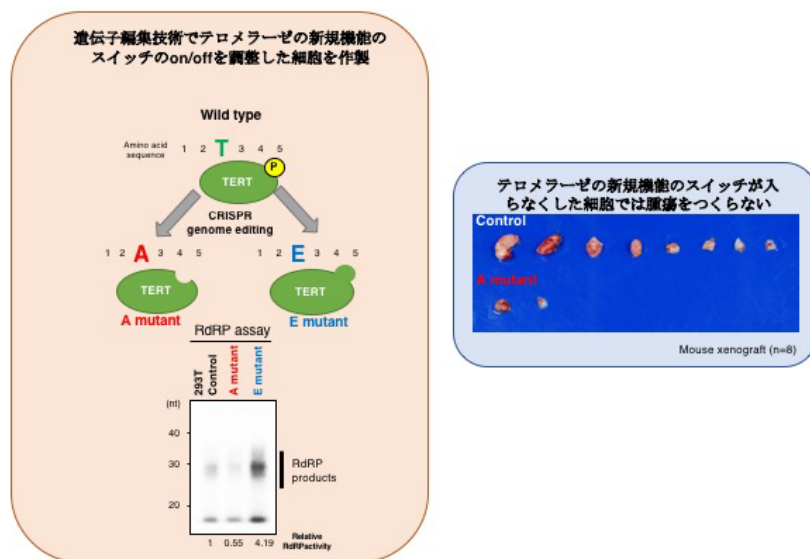 遺伝子編集技術でテロメラーゼの新規機能の
スイッチのon/offを調整した細胞を作製
Wild type
Amino acid
sequence
1 2 T 3 4 5
P
TERT
CRISPR
genome editing
1 2 A 3 4 5
1 2 E 3 4 5
TERT
TERT
A mutant
E mutant
RdRP assay
293T
Control
A mutant
E mutant
(nt)
40
30
20
RdRP
products
1 0.55 4.19
Relative
RdRPactivity
テロメラーゼの新規機能のスイッチが入
らなくした細胞では腫瘍をつくらない
Control
A mutant
Mouse xenograft (n=8)